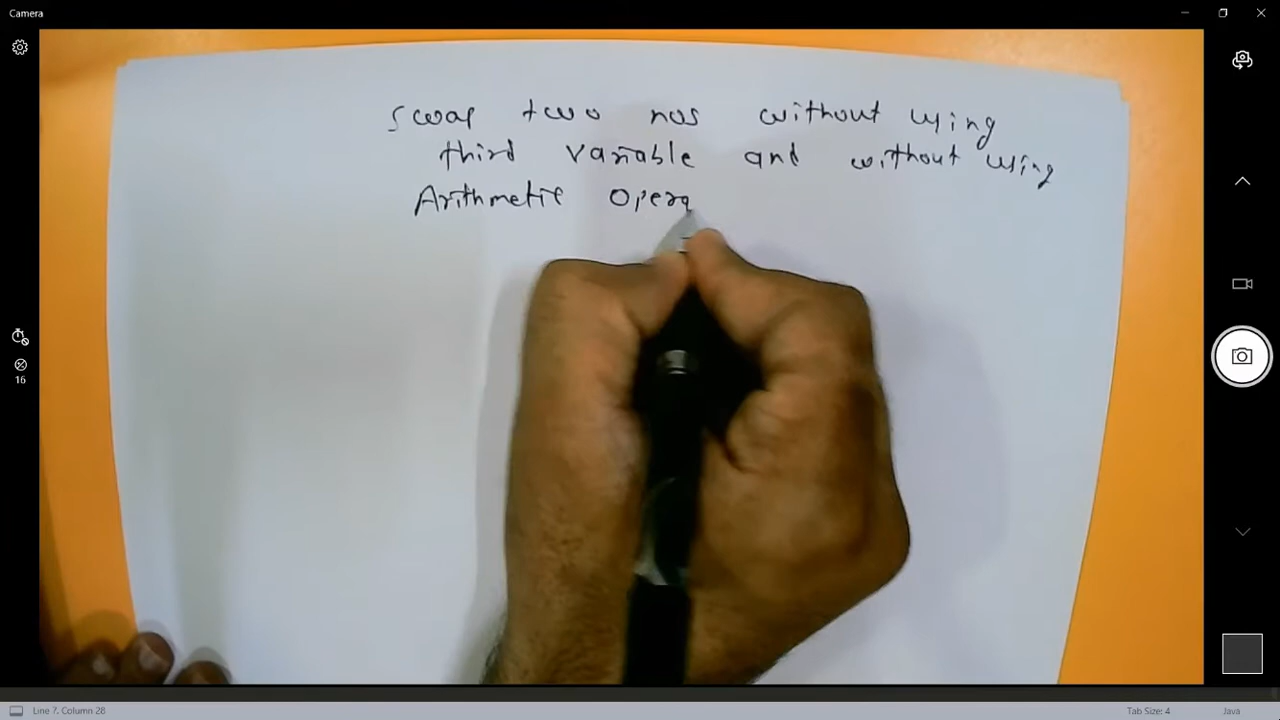 Camera
swap two nos without using
third variable and without using
Arithmetic Opera
16
Line 7, Column 28
Tab Size: 4
Java